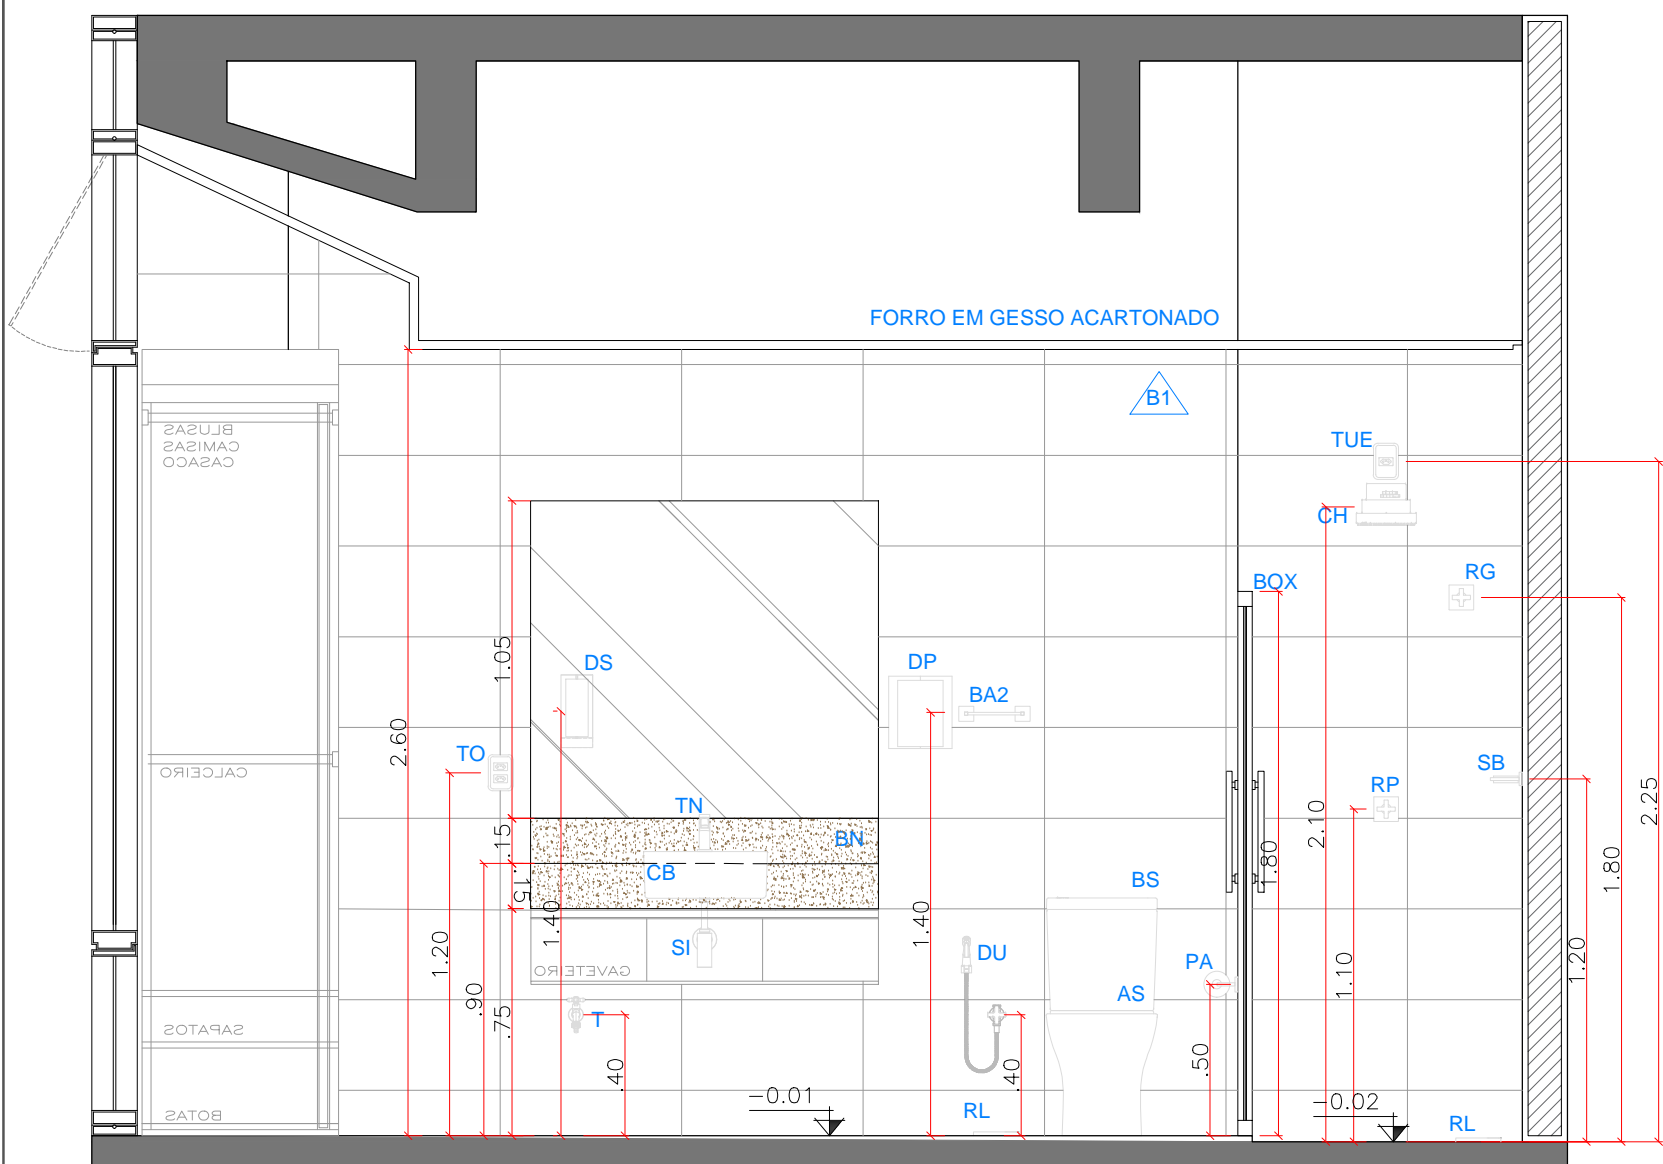 FORRO EM GESSO ACARTONADO
B1
BLUSAS
CAMISAS
CASACO
TUE
CH
RG
BOX
1.05
DS
DP
BA2
2.60
TO
CALCEIRO
SB
RP
TN
2.10
2.25
.15
BN
1.80
1.80
CB
.15
BS
1.40
1.40
1.20
SI
DU
GAVETEIRO
PA
1.10
1.20
AS
.90
.75
T
SAPATOS
.40
.40
.50
-0.01
-0.02
BOTAS
RL
RL